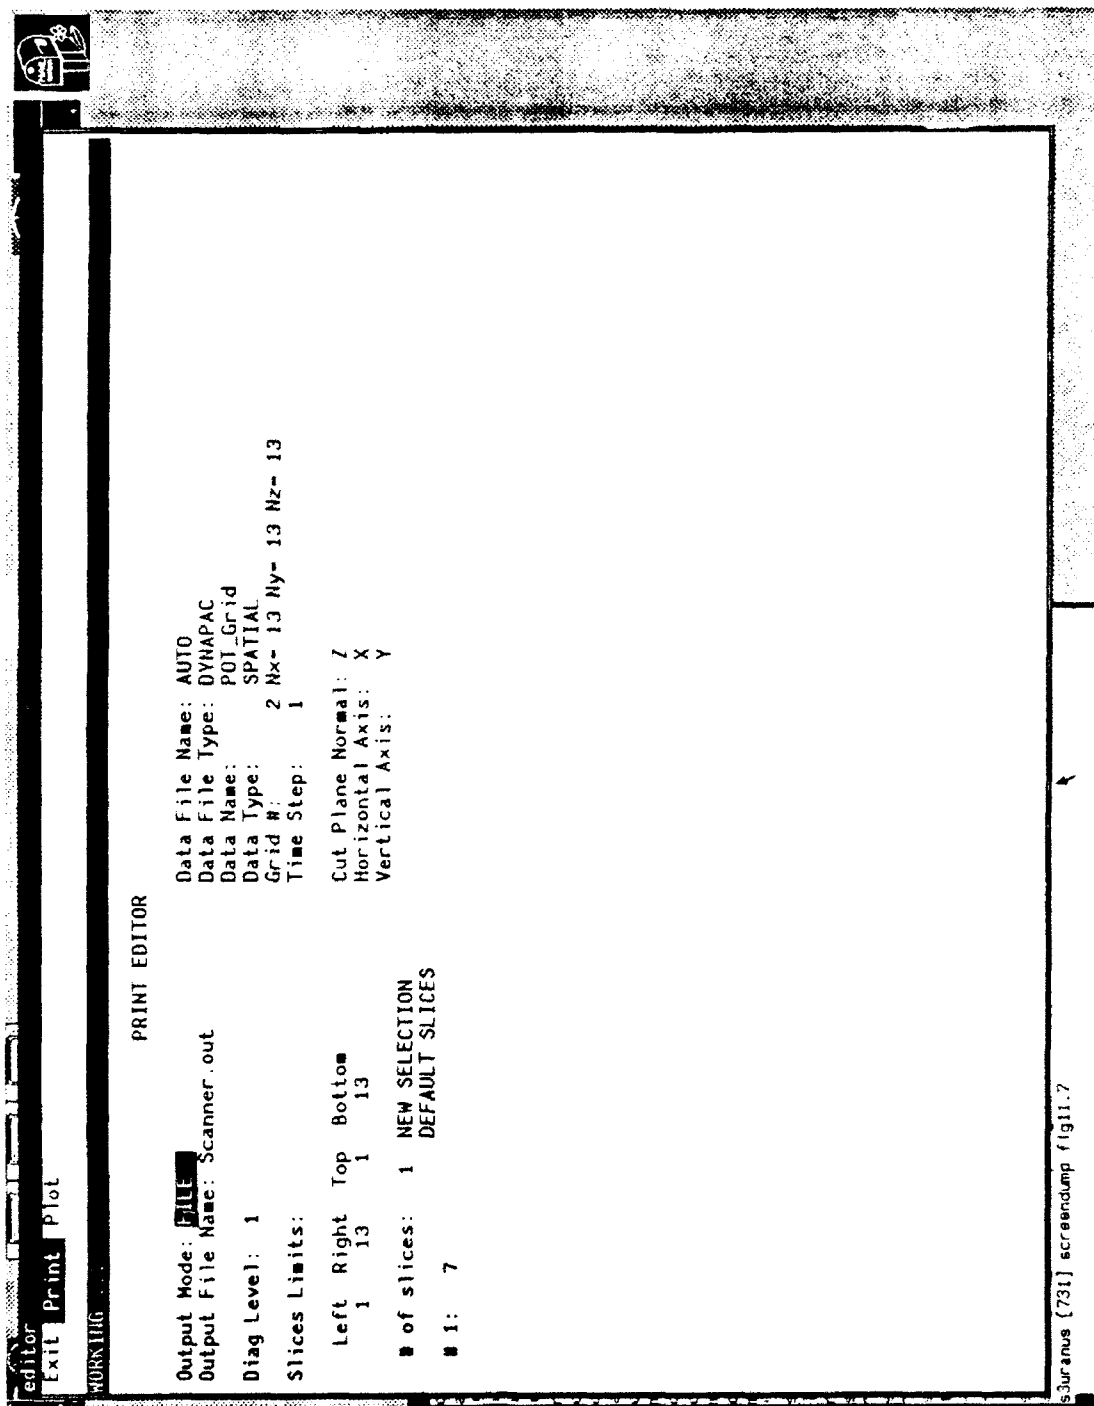 editor
Exit Print Plot
WORKING ...
PRINT EDITOR
Output Mode: FILE Data File Name: AUTO
Output File Name: Scanner.out Data File Type: DYNAPAC
Data Name: POT_Grid
Diag Level: 1 Data Type: SPATIAL
Grid #: 2 Nx- 13 Ny- 13 Nz- 13
Slices Limits: Time Step: 1
Left Right Top Bottom Cut Plane Normal: Z
1 13 1 13 Horizontal Axis: X
Vertical Axis: Y
# of slices: 1 NEW SELECTION
DEFAULT SLICES
# 1: 7
s3uranus [731] screendump fig11.7